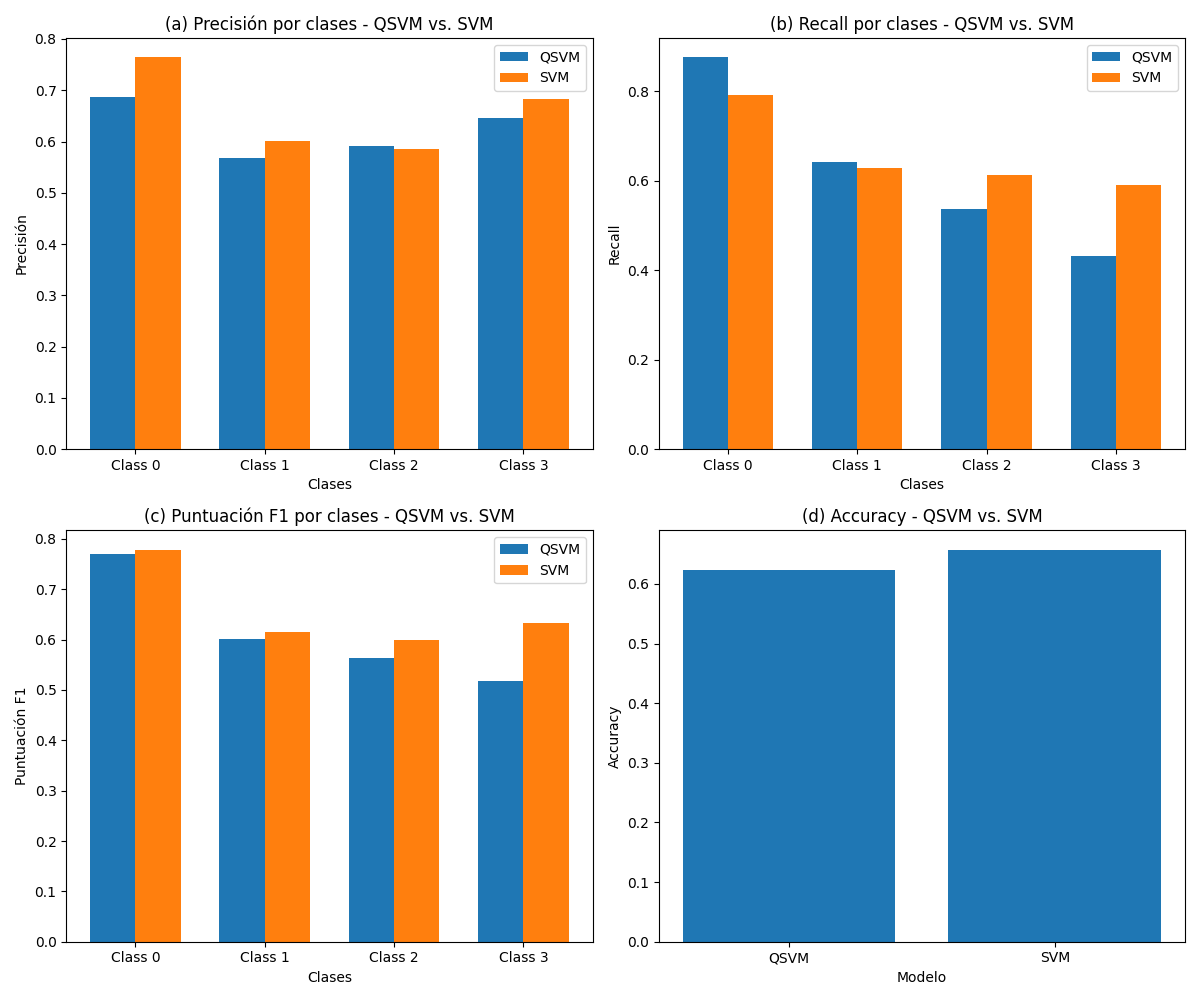 (a) Precisión por clases - QSVM vs. SVM
QSVM
SVM
Precisión
0.8
0.7
0.6
0.5
0.4
0.3
0.2
0.1
0.0
Class 0
Class 1
Class 2
Class 3
Clases
(b) Recall por clases - QSVM vs. SVM
QSVM
SVM
Recall
0.8
0.6
0.4
0.2
0.0
Class 0
Class 1
Class 2
Class 3
Clases
(c) Puntuación F1 por clases - QSVM vs. SVM
QSVM
SVM
Puntuación F1
0.8
0.7
0.6
0.5
0.4
0.3
0.2
0.1
0.0
Class 0
Class 1
Class 2
Class 3
Clases
(d) Accuracy - QSVM vs. SVM
Accuracy
0.6
0.5
0.4
0.3
0.2
0.1
0.0
QSVM
SVM
Modelo